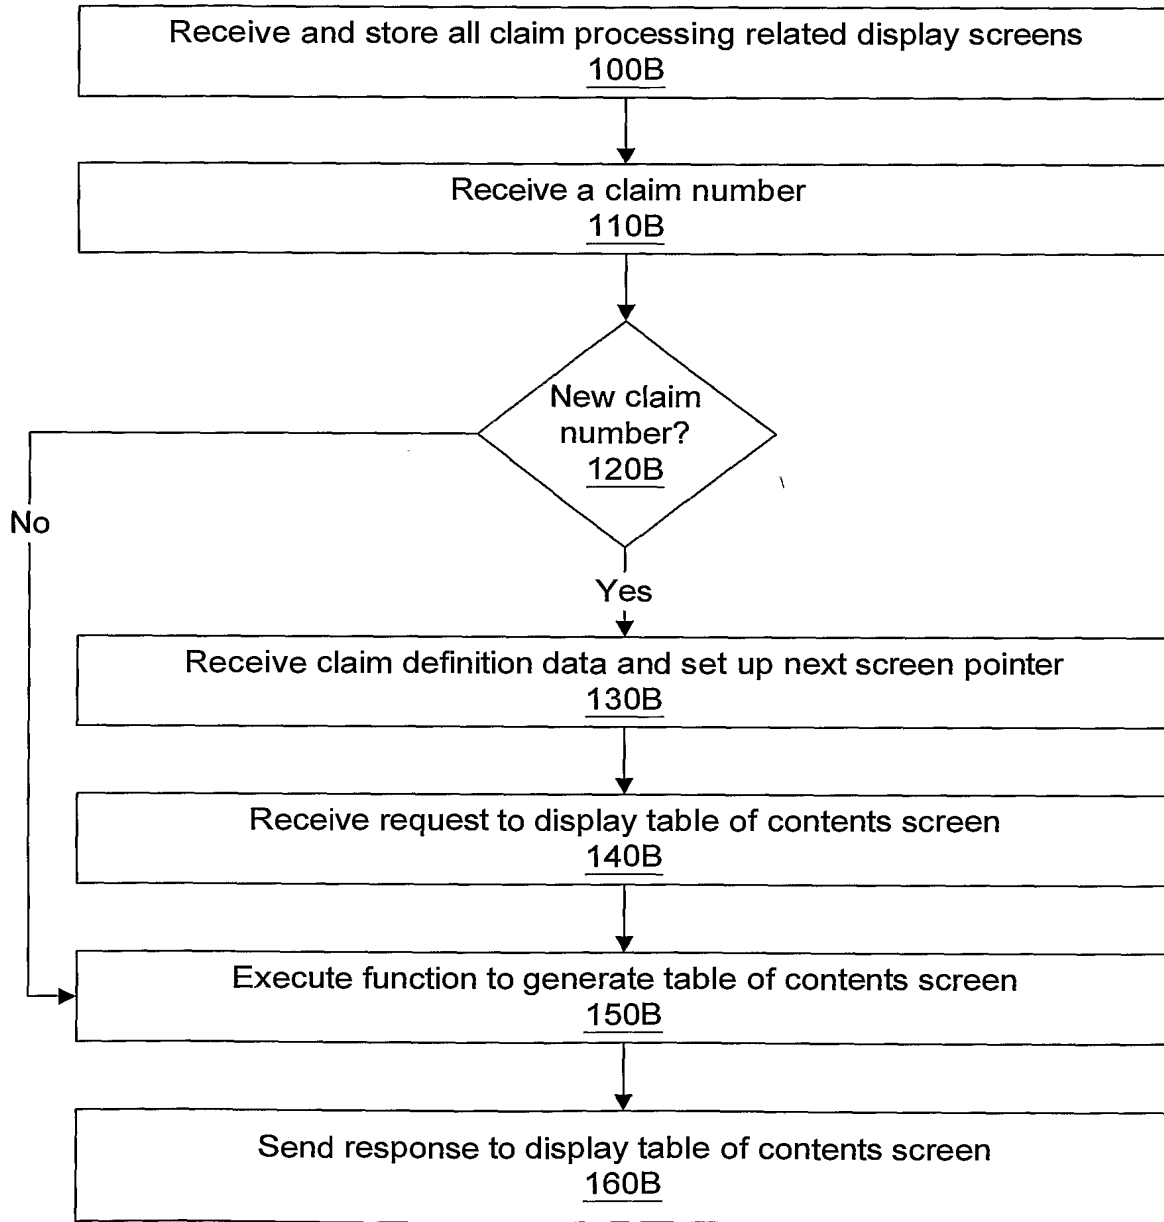 Receive and store all claim processing related display screens
100B
Receive a claim number
110B
New claim
number?
120B
No
Yes
Receive claim definition data and set up next screen pointer
130B
Receive request to display table of contents screen
140B
Execute function to generate table of contents screen
150B
Send response to display table of contents screen
160B